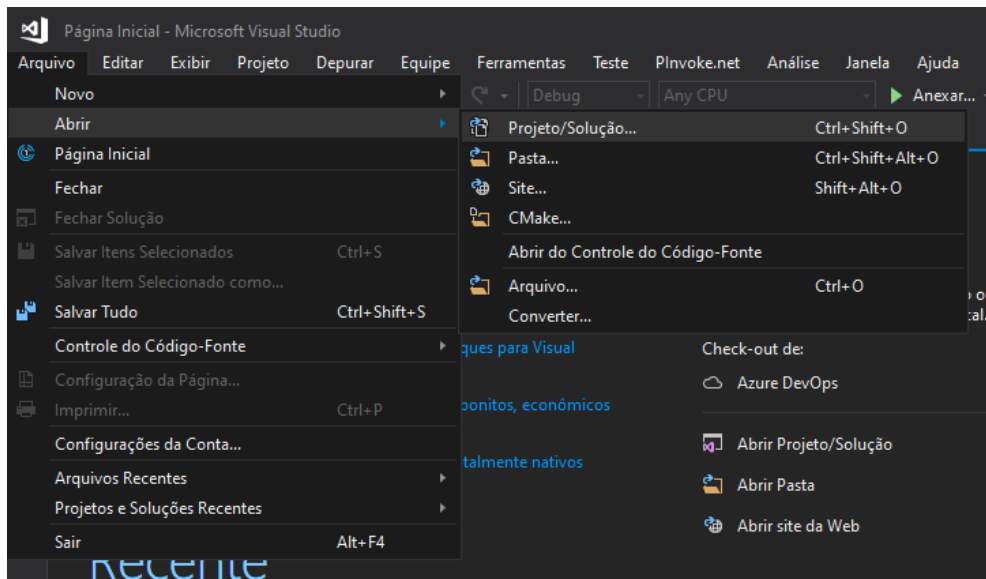 Página Inicial - Microsoft Visual Studio
Arquivo Editar Exibir Projeto Depurar Equipe Ferramentas Teste PInvoke.net Análise Janela Ajuda
Debug Any CPU Anexar...
Novo
Abrir
Página Inicial
Fechar
Fechar Solução
Salvar Itens Selecionados Ctrl+S
Salvar Item Selecionado como...
Salvar Tudo Ctrl+Shift+S
Controle do Código-Fonte
Configuração da Página...
Imprimir... Ctrl+P
Configurações da Conta...
Arquivos Recentes
Projetos e Soluções Recentes
Sair Alt+F4
Projeto/Solução... Ctrl+Shift+O
Pasta... Ctrl+Shift+Alt+O
Site... Shift+Alt+O
CMake...
Abrir do Controle do Código-Fonte
Arquivo... Ctrl+O
Converter...
ques para Visual
bonitos, econômicos
talmente nativos
Check-out de:
Azure DevOps
Abrir Projeto/Solução
Abrir Pasta
Abrir site da Web
Recente